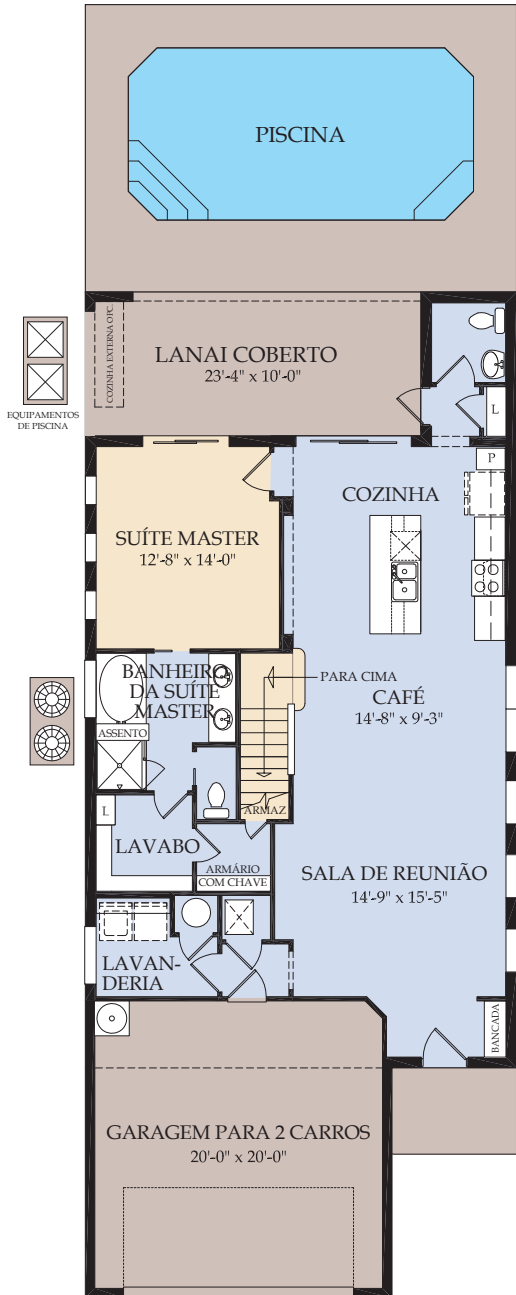 PISCINA
COZINHA EXTERNA OPC.
LANAI COBERTO
23'-4" x 10'-0"
EQUIPAMENTOS
DE PISCINA
L
P
COZINHA
SUÍTE MASTER
12'-8" x 14'-0"
BANHEIRO
DA SUÍTE
MASTER
PARA CIMA
CAFÉ
14'-8" x 9'-3"
ASSENTO
L
ARMAZ
LAVABO
ARMÁRIO
COM CHAVE
SALA DE REUNIÃO
14'-9" x 15'-5"
X
LAVAN-
DERIA
BANCADA
GARAGEM PARA 2 CARROS
20'-0" x 20'-0"